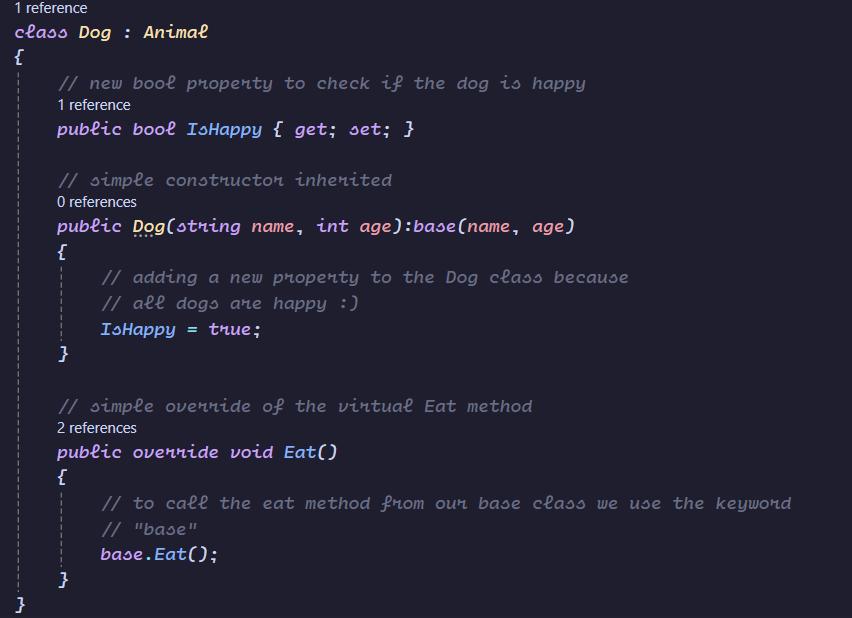 1 reference
class Dog : Animal
{
// new bool property to check if the dog is happy
1 reference
public bool IsHappy { get; set; }
// simple constructor inherited
0 references
public Dog(string name, int age):base(name, age)
{
// adding a new property to the Dog class because
// all dogs are happy :)
IsHappy = true;
}
// simple override of the virtual Eat method
2 references
public override void Eat()
{
// to call the eat method from our base class we use the keyword
// "base"
base.Eat();
}
}